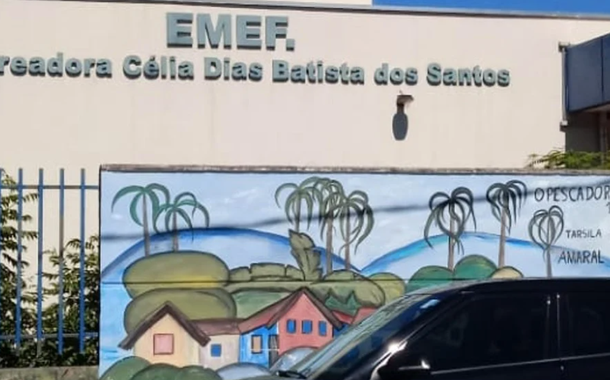 EMEF.
readora Célia Dias Batista dos Santos
O PESCADOR
TARSILA
AMARAL